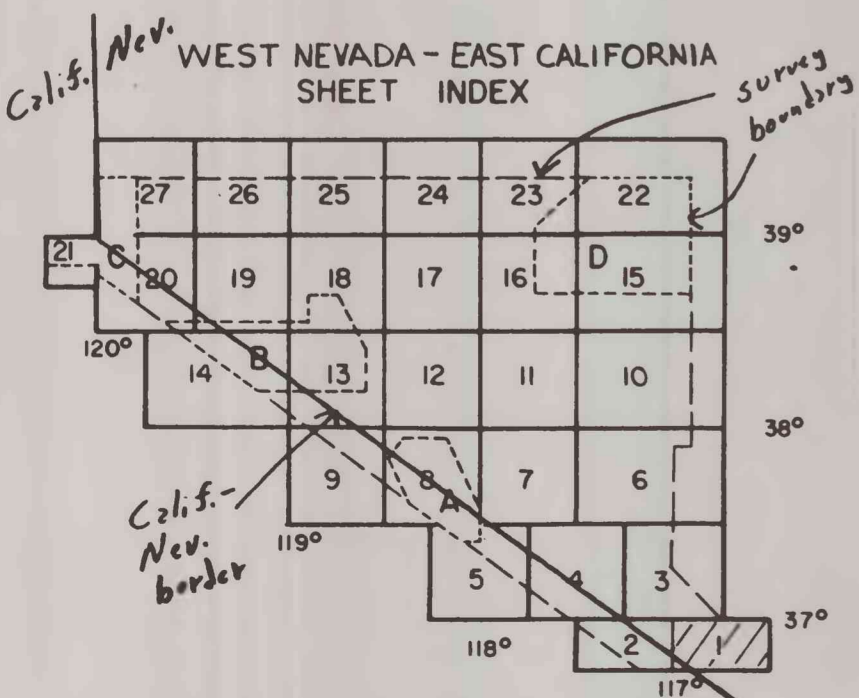 Calif. Nev.
WEST NEVADA - EAST CALIFORNIA
SHEET INDEX
survey
boundary
27 26 25 24 23 22
39°
21 C 20 19 18 17 16 D 15
120°
14 B 13 12 11 10
38°
9 8 A 7 6
Calif.-
Nev.
border
119°
5 4 3
37°
118°
2 1
117°